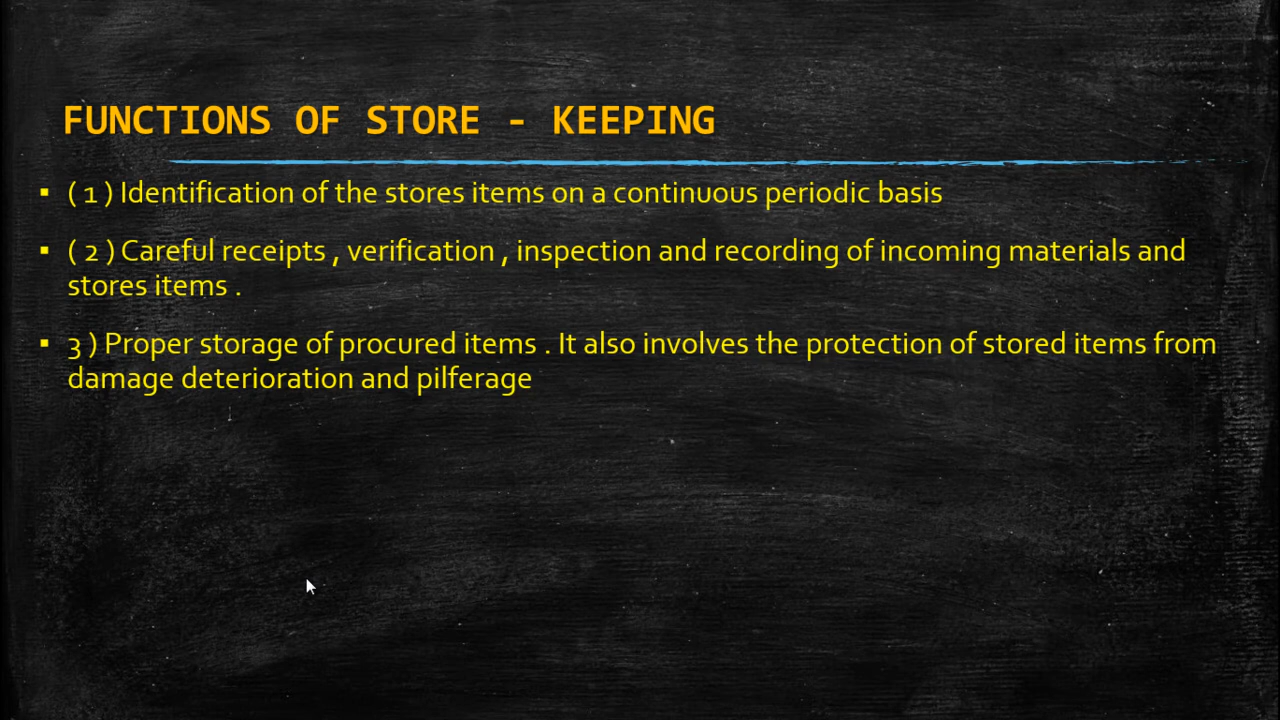 FUNCTIONS OF STORE - KEEPING
▪ ( 1 ) Identification of the stores items on a continuous periodic basis
▪ ( 2 ) Careful receipts , verification , inspection and recording of incoming materials and
stores items .
▪ 3 ) Proper storage of procured items . It also involves the protection of stored items from
damage deterioration and pilferage